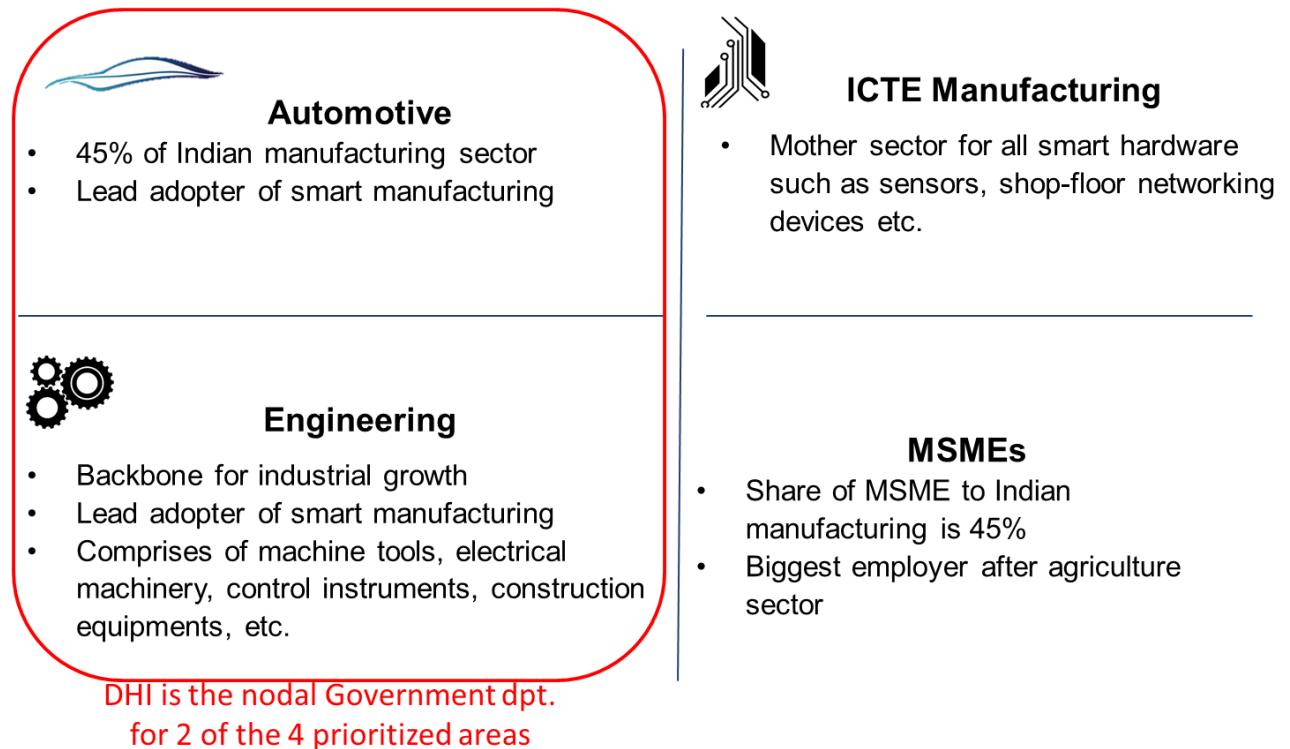 Automotive
• 45% of Indian manufacturing sector
• Lead adopter of smart manufacturing
ICTE Manufacturing
• Mother sector for all smart hardware
such as sensors, shop-floor networking
devices etc.
Engineering
• Backbone for industrial growth
• Lead adopter of smart manufacturing
• Comprises of machine tools, electrical
machinery, control instruments, construction
equipments, etc.
MSMEs
• Share of MSME to Indian
manufacturing is 45%
• Biggest employer after agriculture
sector
DHI is the nodal Government dpt.
for 2 of the 4 prioritized areas